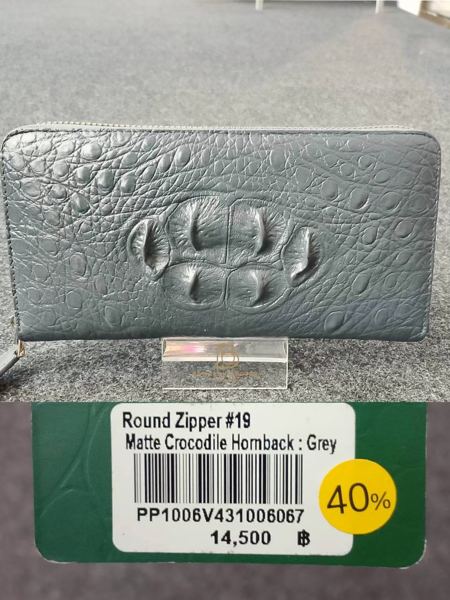 Round Zipper #19
Matte Crocodile Hornback : Grey
PP1006V431006067
14,500 ฿
40%